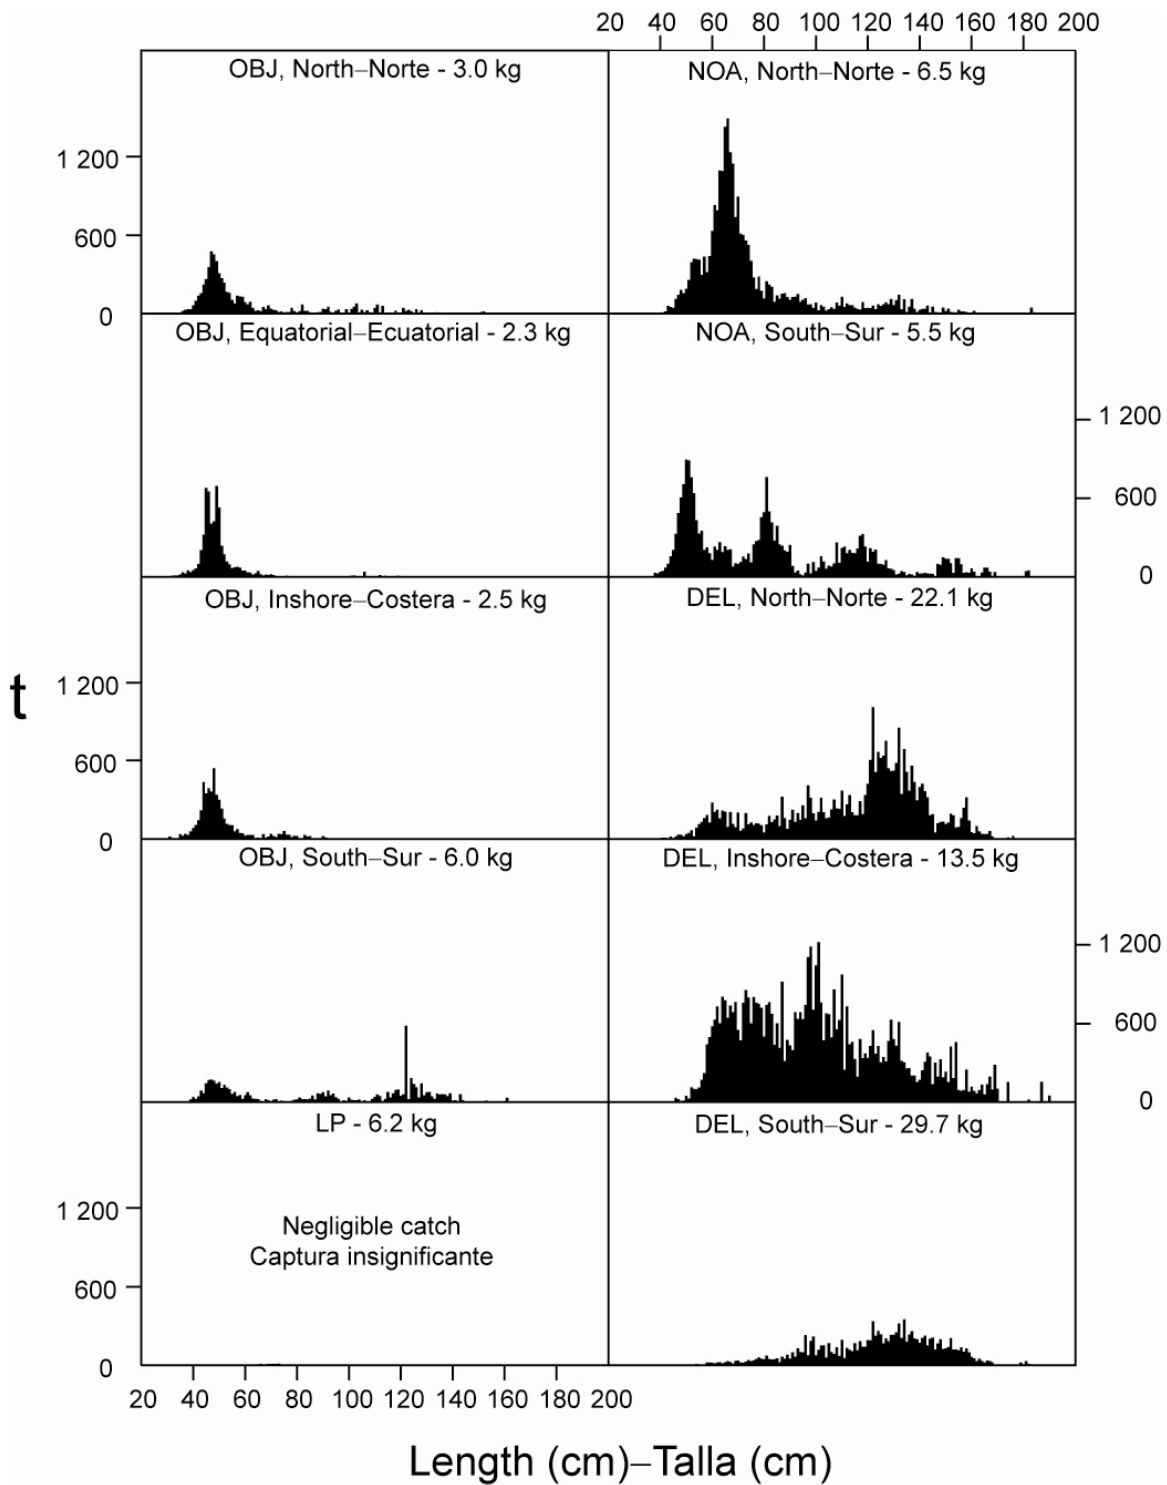 20 40 60 80 100 120 140 160 180 200
OBJ, North–Norte - 3.0 kg
NOA, North–Norte - 6.5 kg
1 200
600
0
OBJ, Equatorial–Ecuatorial - 2.3 kg
NOA, South–Sur - 5.5 kg
1 200
600
0
OBJ, Inshore–Costera - 2.5 kg
DEL, North–Norte - 22.1 kg
t
1 200
600
0
OBJ, South–Sur - 6.0 kg
DEL, Inshore–Costera - 13.5 kg
1 200
600
0
LP - 6.2 kg
DEL, South–Sur - 29.7 kg
1 200
Negligible catch
Captura insignificante
600
0
20 40 60 80 100 120 140 160 180 200
Length (cm)–Talla (cm)